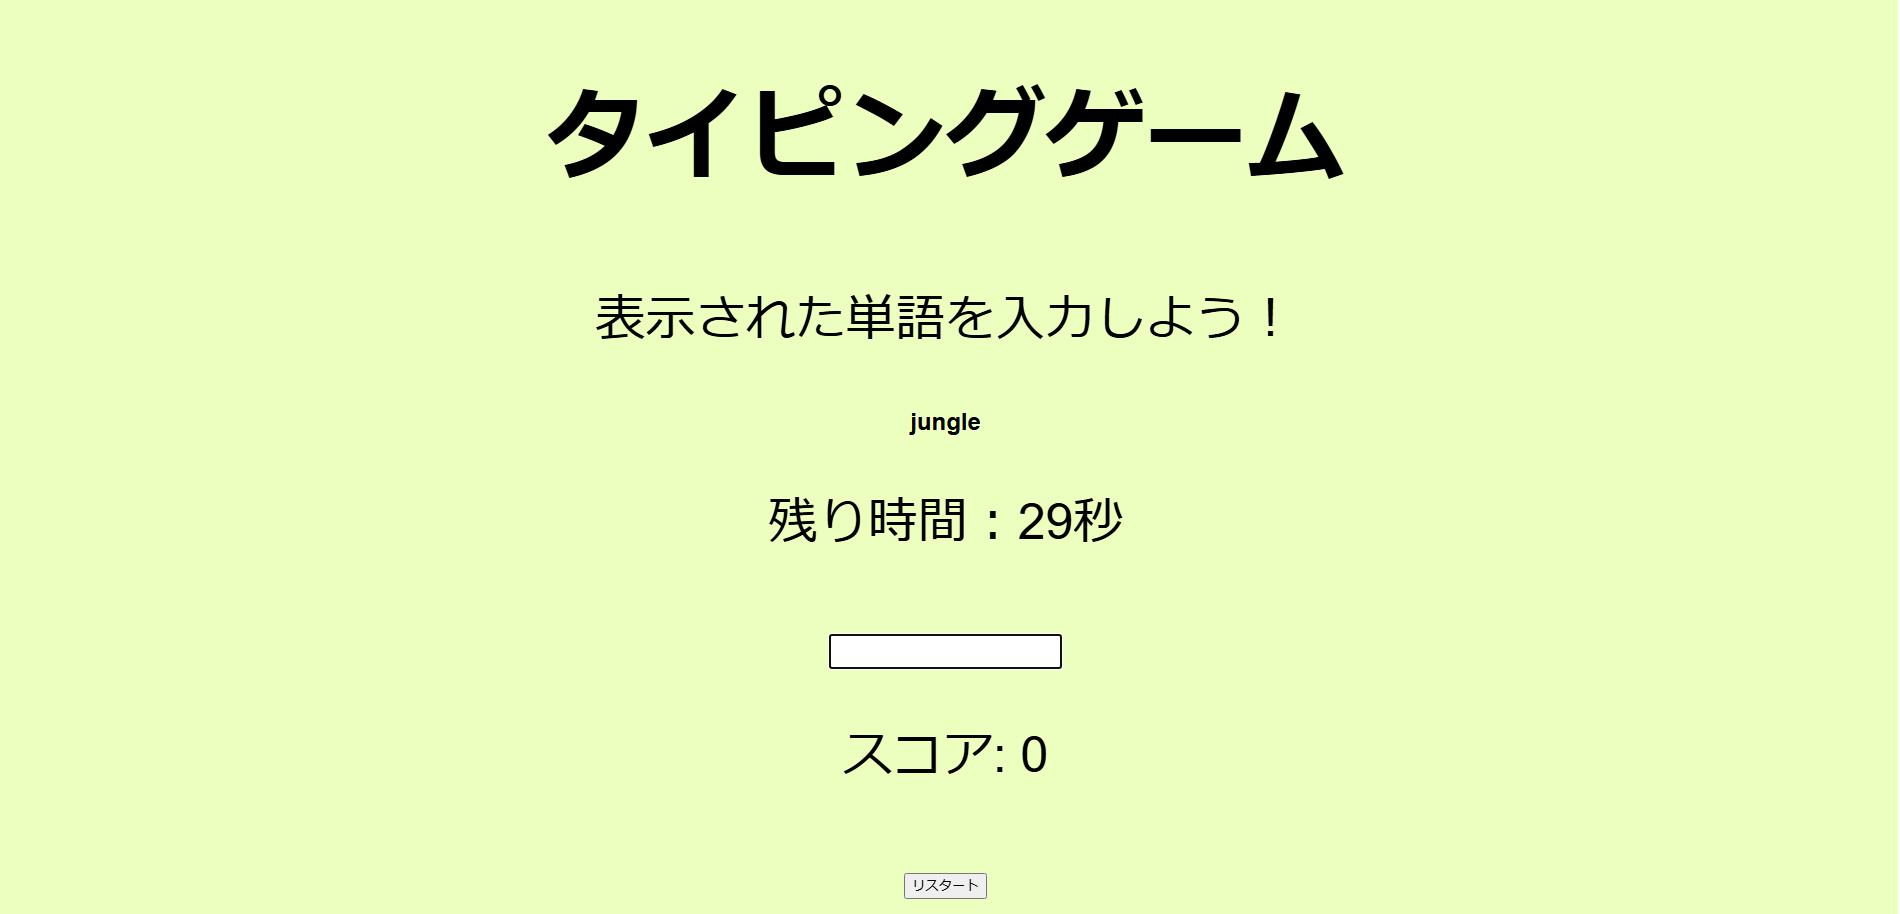 タイピングゲーム
表示された単語を入力しよう！
jungle
残り時間：29秒
スコア: 0
リスタート